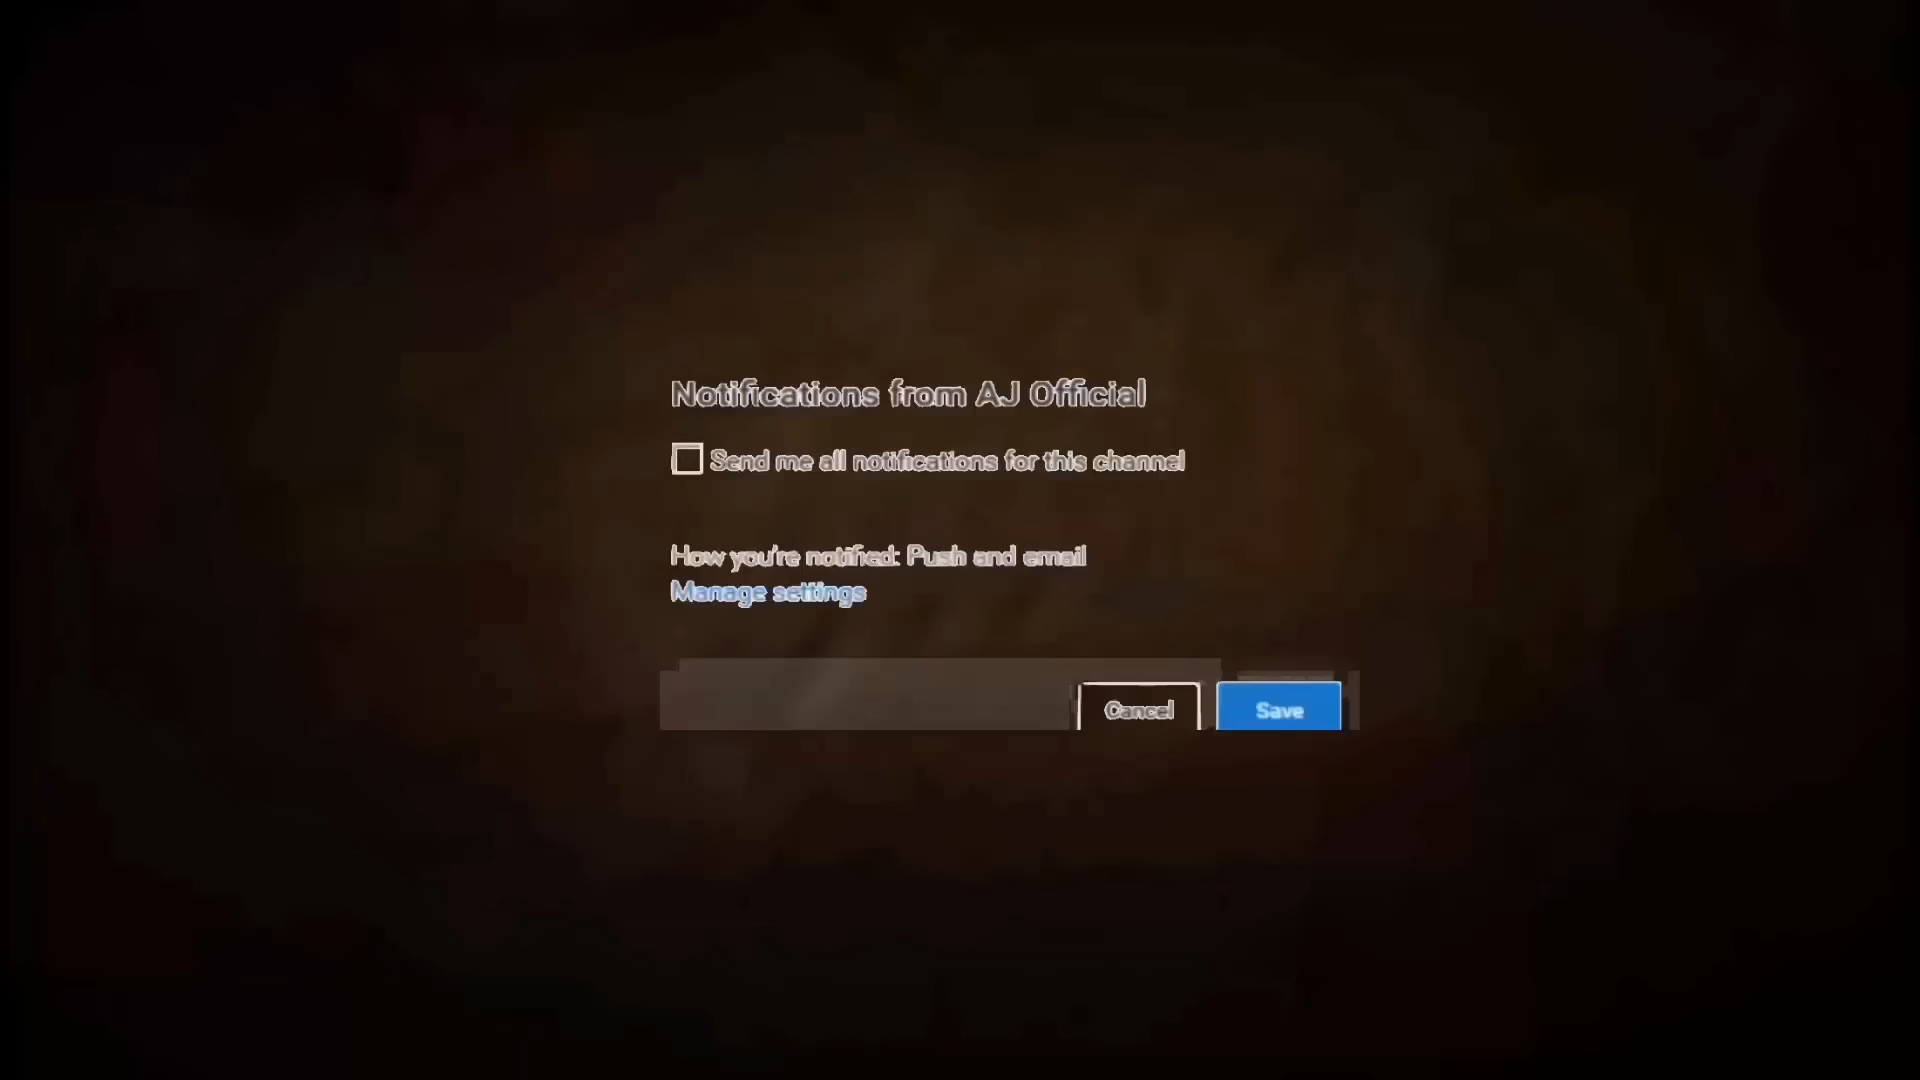 Notifications from AJ Official
Send me all notifications for this channel
How you're notified: Push and email
Manage settings
Cancel
Save